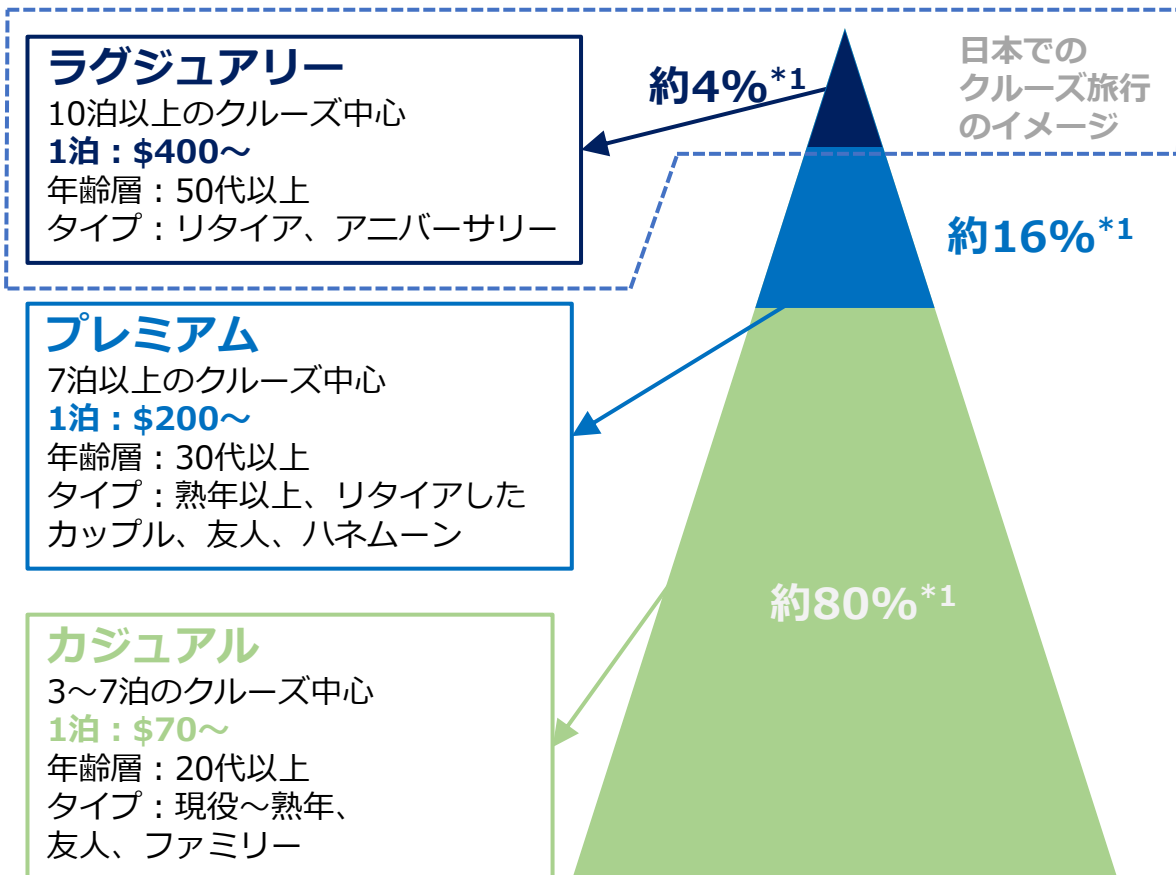 ラグジュアリー
10泊以上のクルーズ中心
1泊：$400～
年齢層：50代以上
タイプ：リタイア、アニバーサリー
約4%*1
日本での
クルーズ旅行
のイメージ
約16%*1
プレミアム
7泊以上のクルーズ中心
1泊：$200～
年齢層：30代以上
タイプ：熟年以上、リタイアした
カップル、友人、ハネムーン
約80%*1
カジュアル
3～7泊のクルーズ中心
1泊：$70～
年齢層：20代以上
タイプ：現役～熟年、
友人、ファミリー